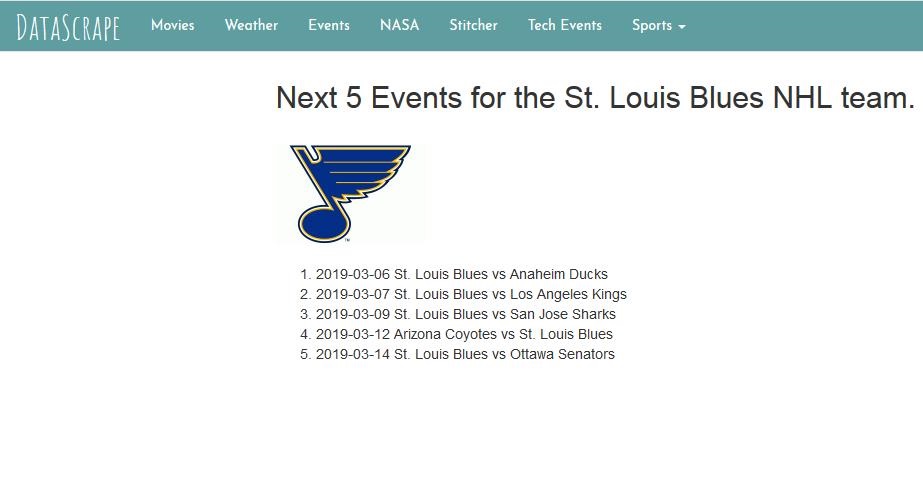 DATASCRAPE Movies Weather Events NASA Stitcher Tech Events Sports
Next 5 Events for the St. Louis Blues NHL team.
TM
1. 2019-03-06 St. Louis Blues vs Anaheim Ducks
2. 2019-03-07 St. Louis Blues vs Los Angeles Kings
3. 2019-03-09 St. Louis Blues vs San Jose Sharks
4. 2019-03-12 Arizona Coyotes vs St. Louis Blues
5. 2019-03-14 St. Louis Blues vs Ottawa Senators